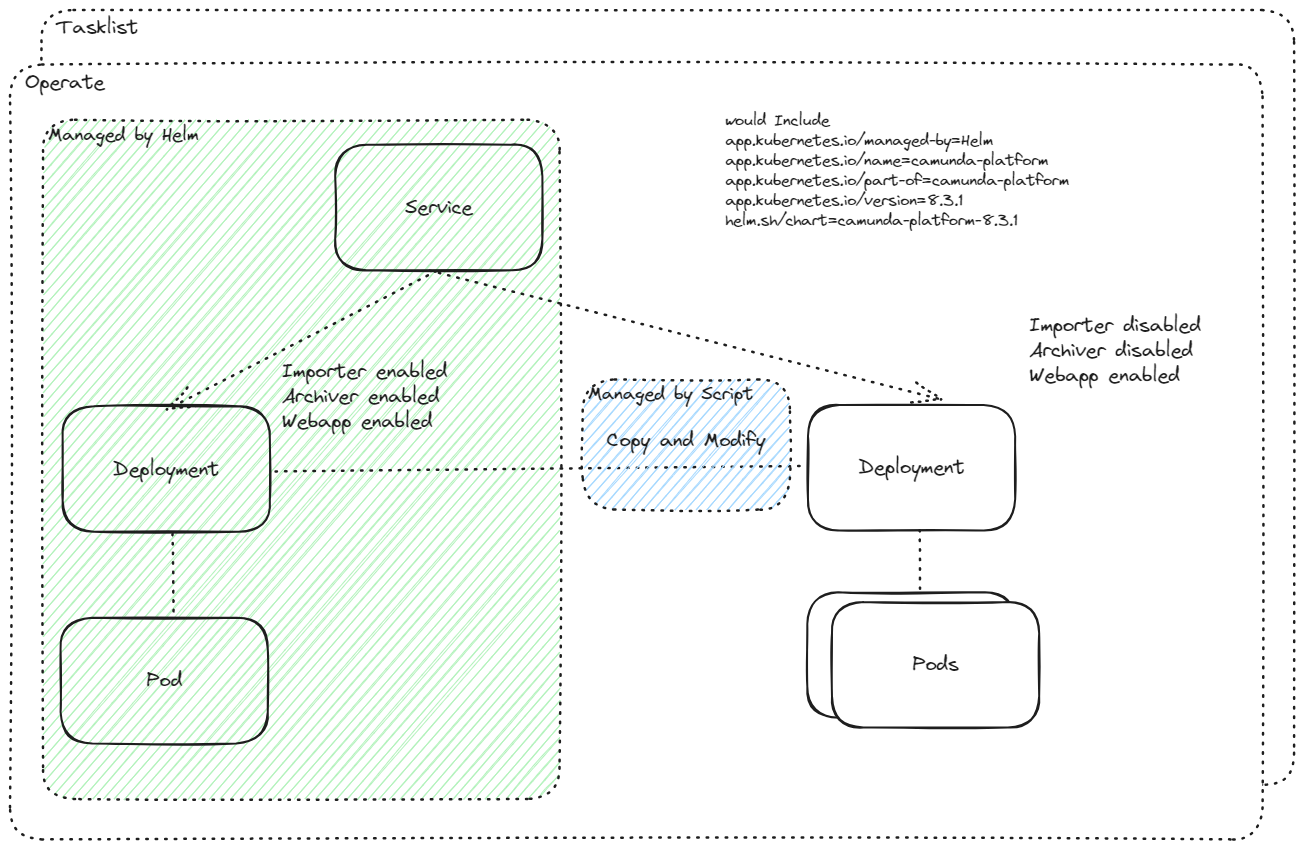 Tasklist
Operate
Managed by Helm
Service
would Include
app.kubernetes.io/managed-by=Helm
app.kubernetes.io/name=camunda-platform
app.kubernetes.io/part-of=camunda-platform
app.kubernetes.io/version=8.3.1
helm.sh/chart=camunda-platform-8.3.1
Importer enabled
Archiver enabled
Webapp enabled
Importer disabled
Archiver disabled
Webapp enabled
Managed by Script
Copy and Modify
Deployment
Deployment
Pod
Pods